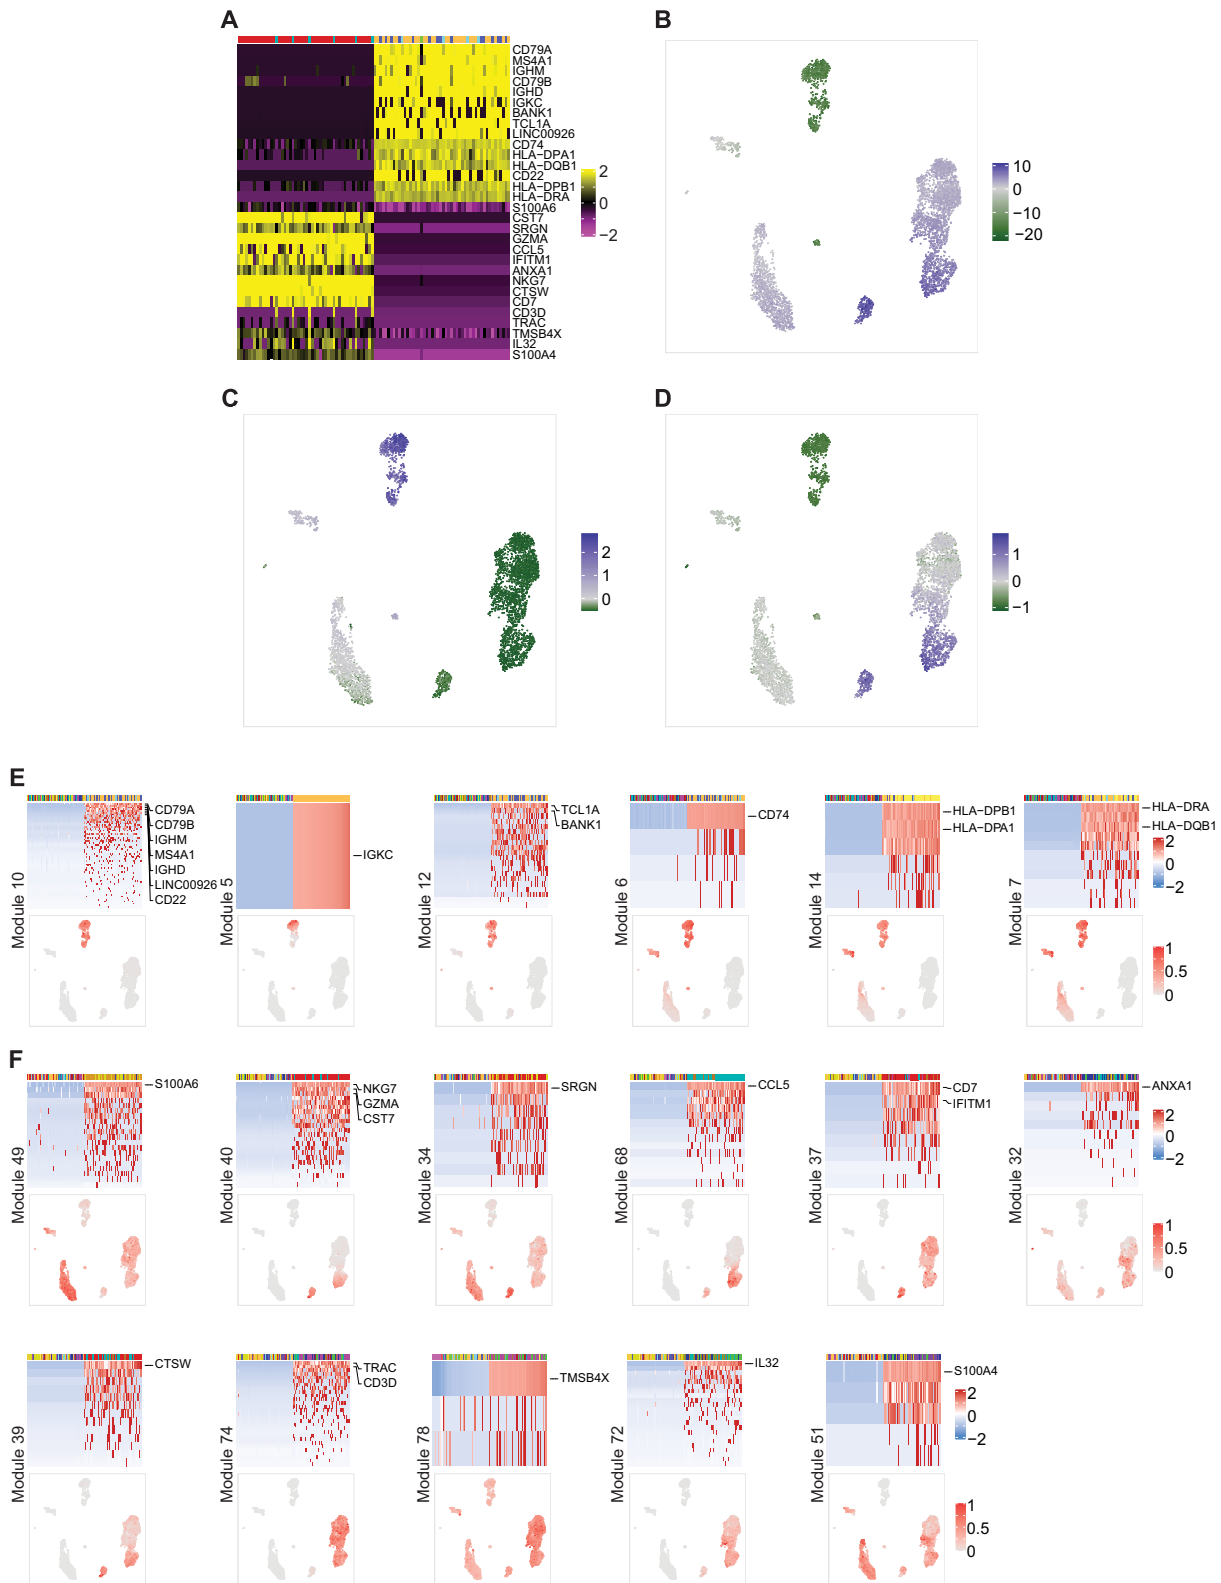 A
CD79A
MS4A1
IGHM
CD79B
IGHD
IGKC
BANK1
TCL1A
LINC00926
CD74
HLA−DPA1
HLA−DQB1
CD22
HLA−DPB1
HLA−DRA
S100A6
CST7
SRGN
GZMA
CCL5
IFITM1
ANXA1
NKG7
CTSW
CD7
CD3D
TRAC
TMSB4X
IL32
S100A4
2
0
−2
B
10
0
−10
−20
C
2
1
0
D
1
0
−1
E
Module 10
CD79A
CD79B
IGHM
MS4A1
IGHD
LINC00926
CD22
Module 5
IGKC
Module 12
TCL1A
BANK1
Module 6
CD74
Module 14
HLA−DPB1
HLA−DPA1
Module 7
HLA−DRA
HLA−DQB1
2
0
−2
1
0.5
0
F
Module 49
S100A6
Module 40
NKG7
GZMA
CST7
Module 34
SRGN
Module 68
CCL5
Module 37
CD7
IFITM1
Module 32
ANXA1
2
0
−2
1
0.5
0
Module 39
CTSW
Module 74
TRAC
CD3D
Module 78
TMSB4X
Module 72
IL32
Module 51
S100A4
2
0
−2
1
0.5
0